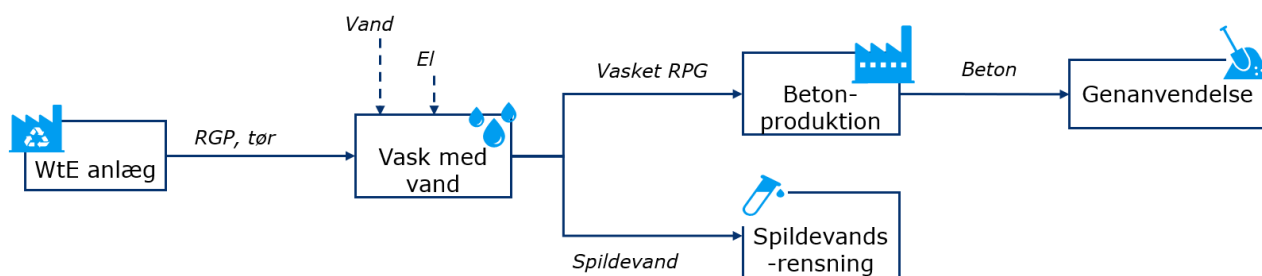 Vand
El
Vasket RPG
Beton
Beton-
produktion
Genanvendelse
RGP, tør
WtE anlæg
Vask med
vand
Spildevand
Spildevands
-rensning